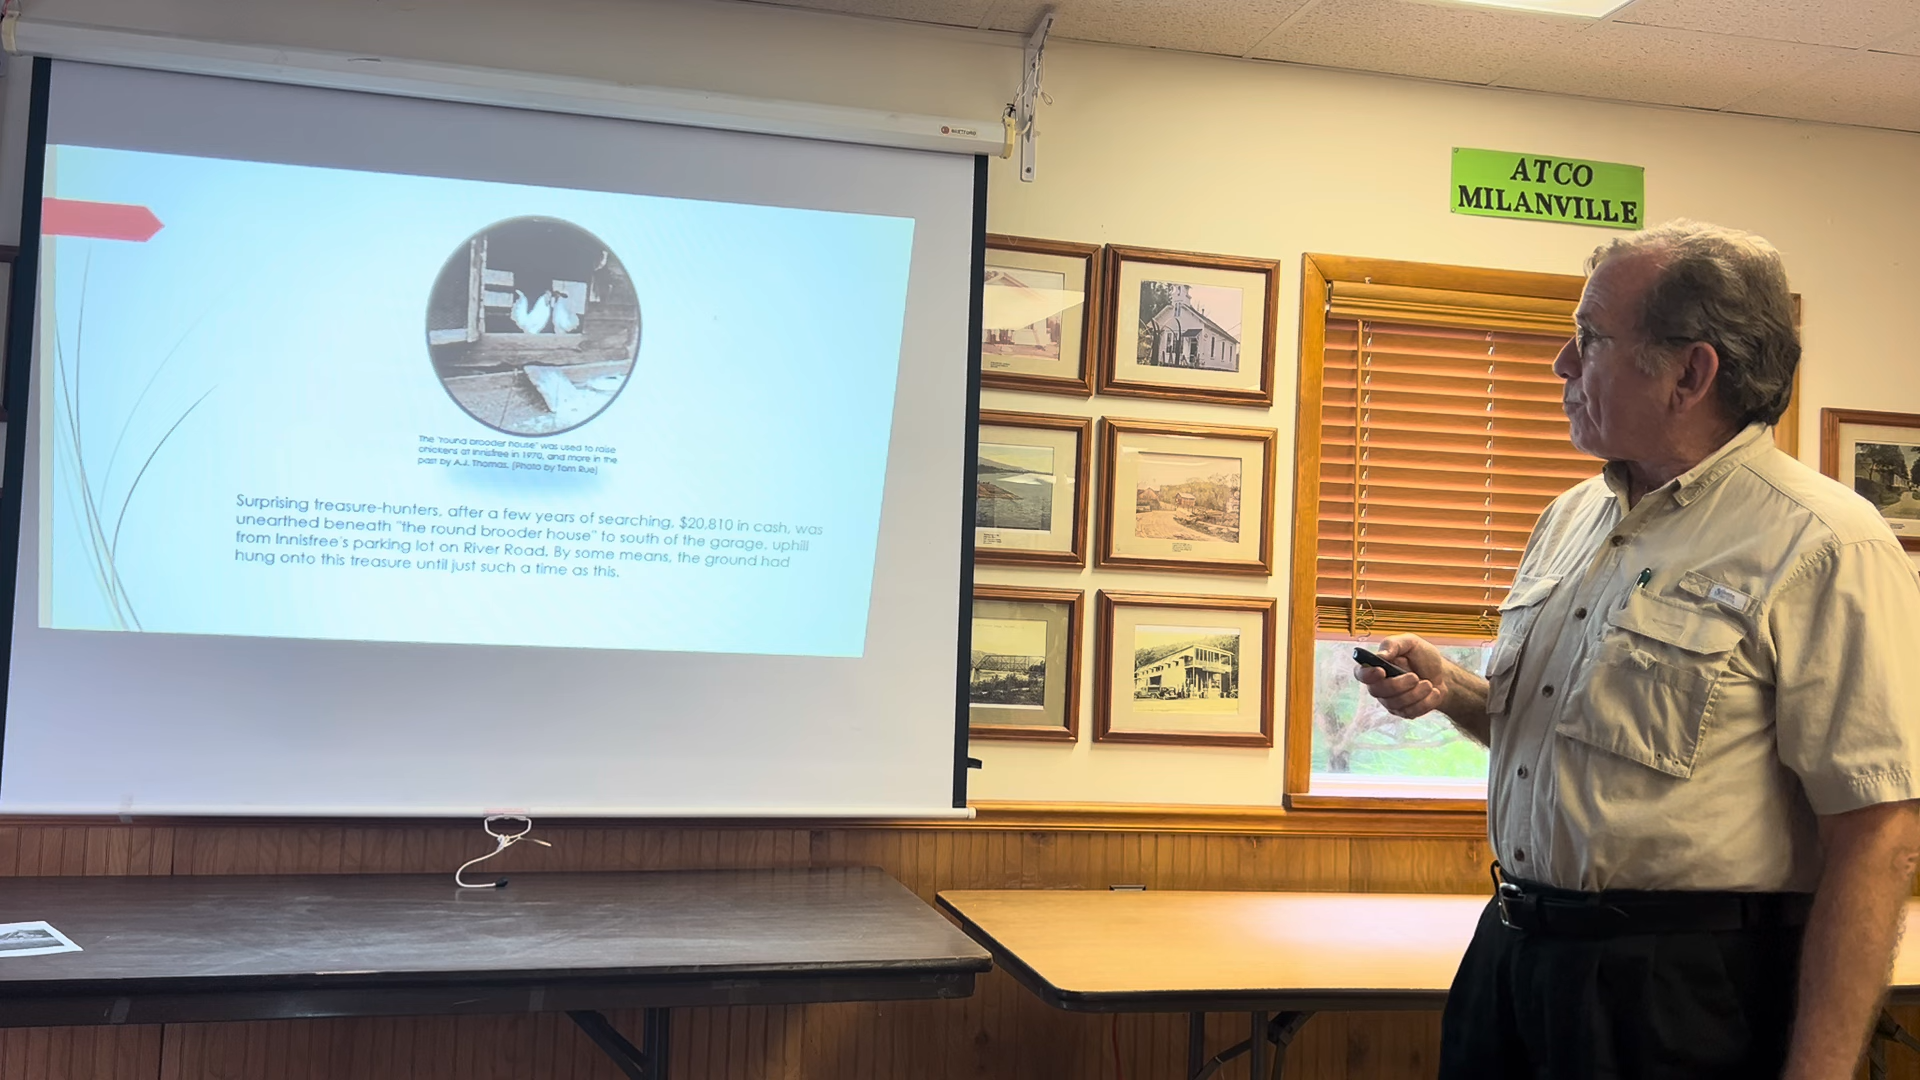 ATCO
MILANVILLE
The "round brooder house" was used to raise
chickens at Innisfree in 1970, and more in the
past by A.J. Thomas. (Photo by Tom Rue)
Surprising treasure-hunters, after a few years of searching, $20,810 in cash, was
unearthed beneath "the round brooder house" to south of the garage, uphill
from Innisfree's parking lot on River Road. By some means, the ground had
hung onto this treasure until just such a time as this.